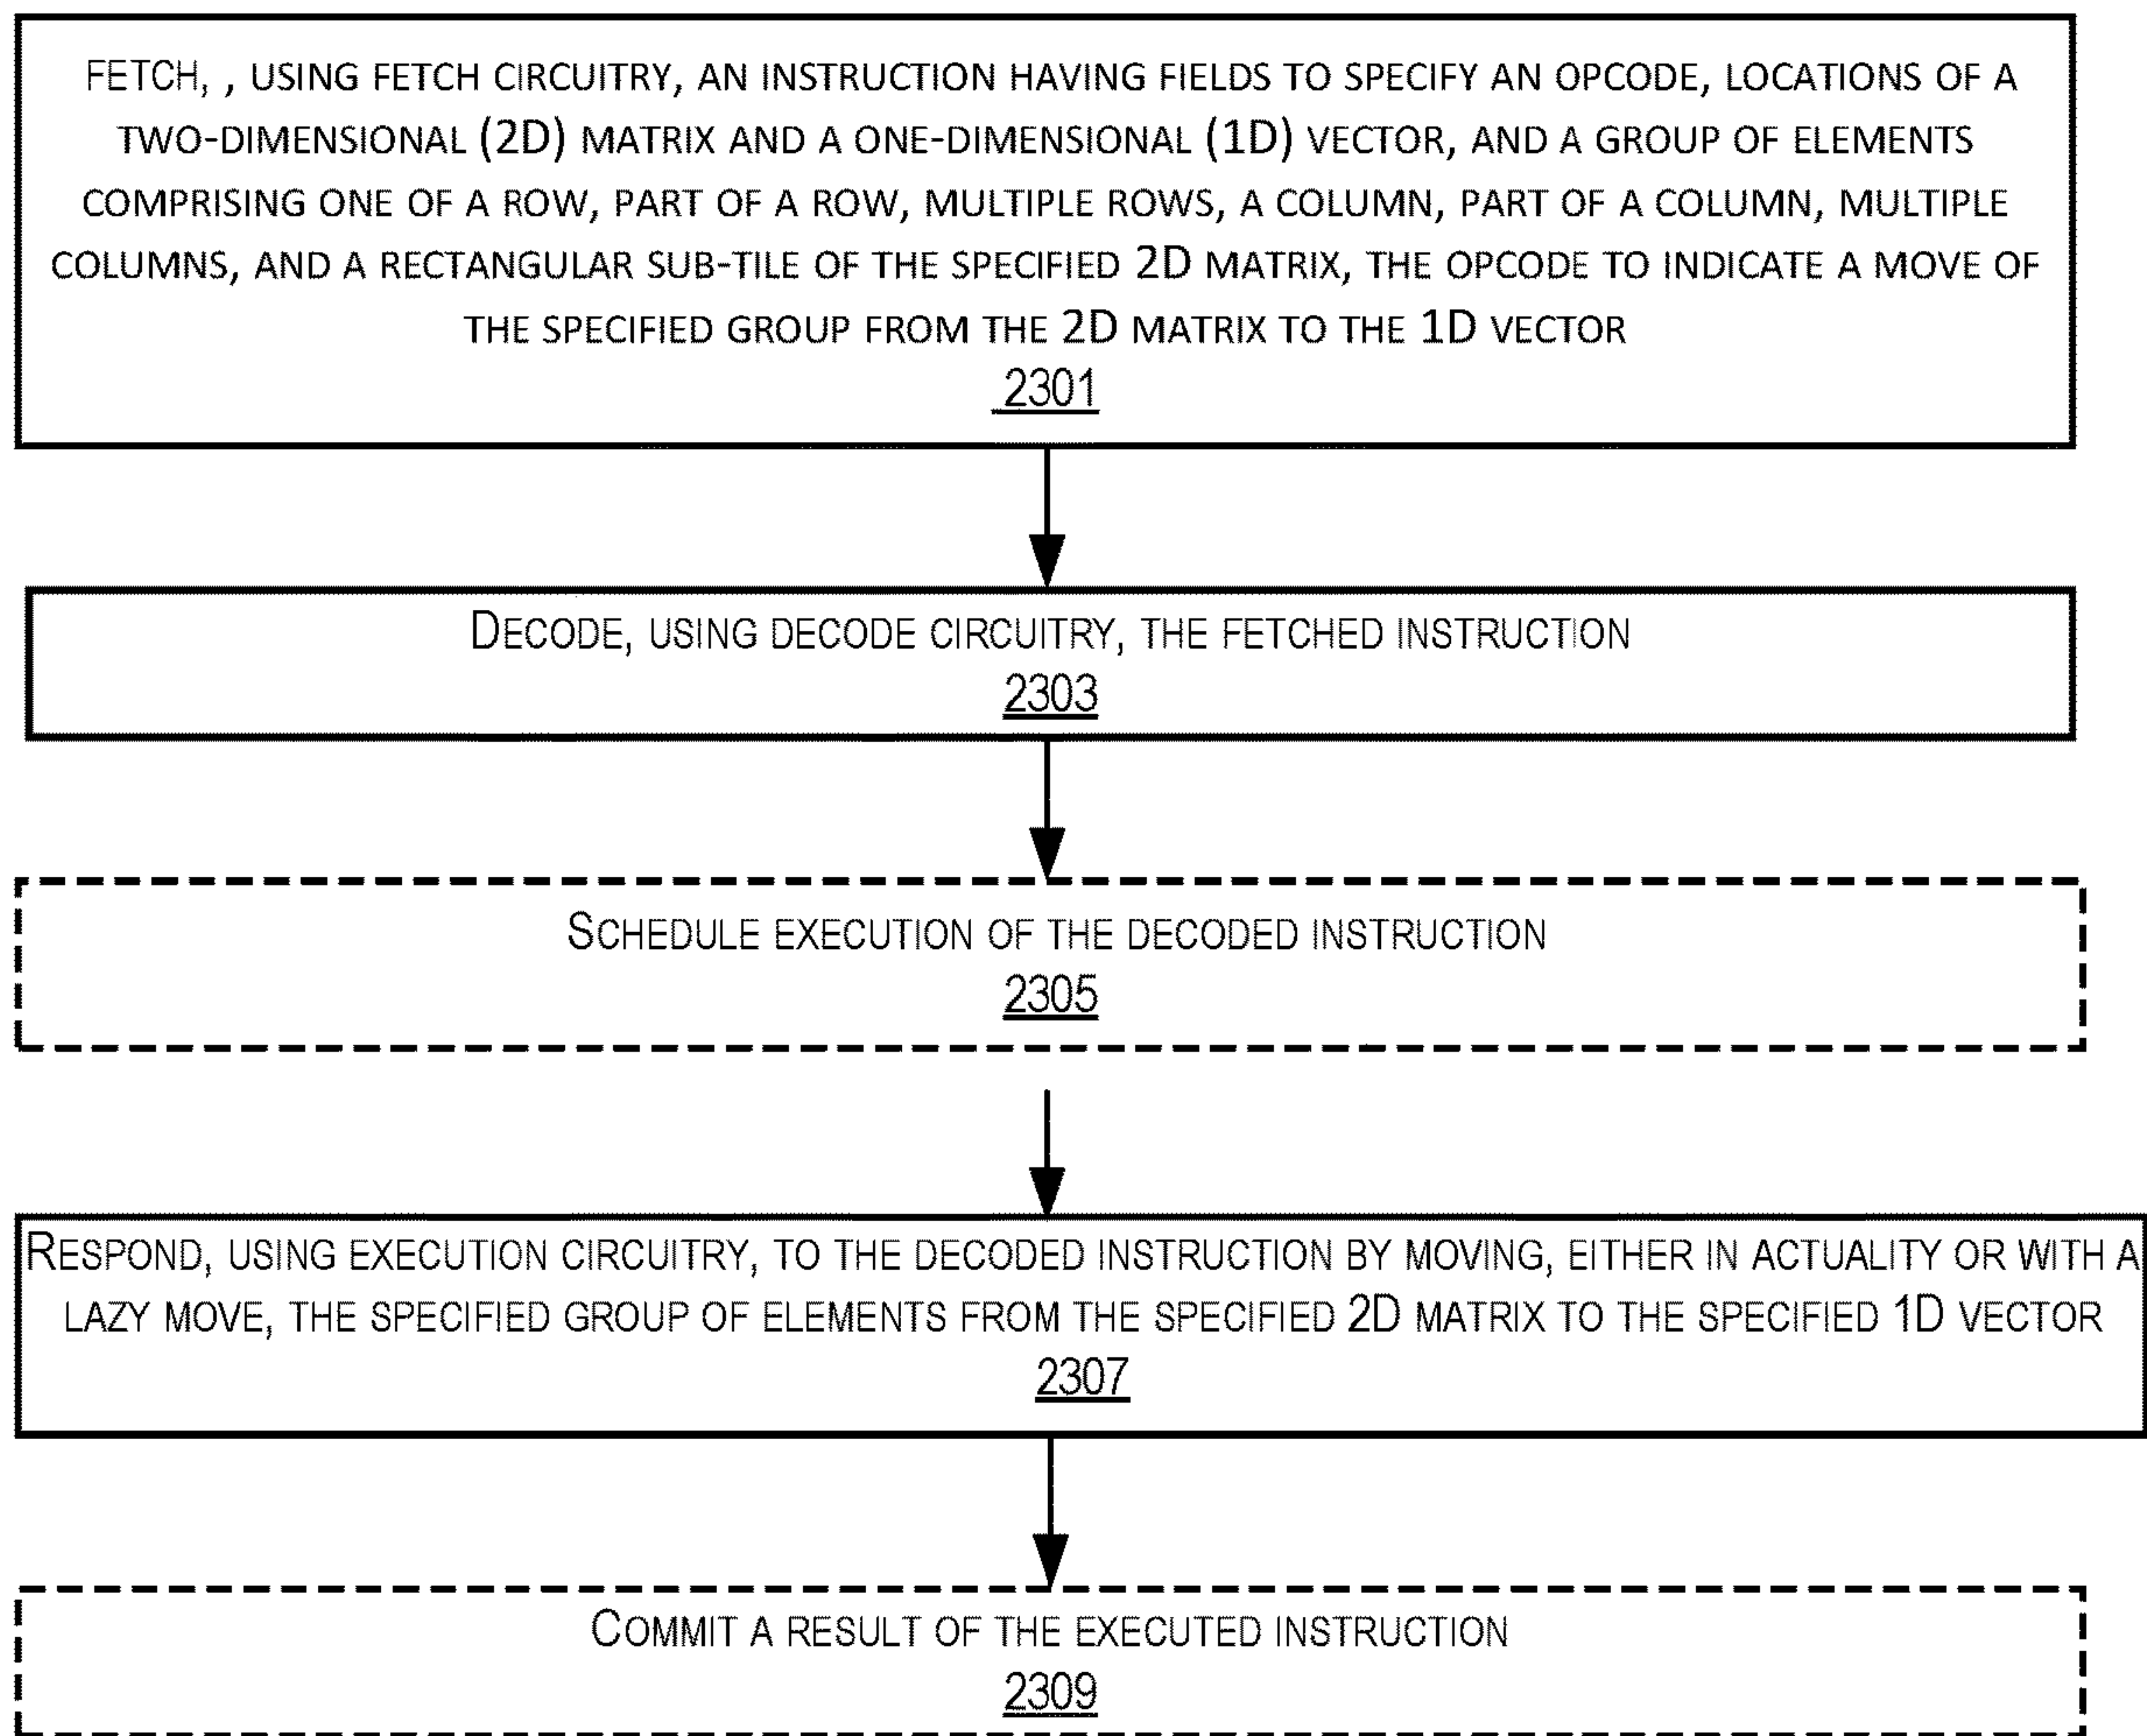 FETCH, , USING FETCH CIRCUITRY, AN INSTRUCTION HAVING FIELDS TO SPECIFY AN OPCODE, LOCATIONS OF A
TWO-DIMENSIONAL (2D) MATRIX AND A ONE-DIMENSIONAL (1D) VECTOR, AND A GROUP OF ELEMENTS
COMPRISING ONE OF A ROW, PART OF A ROW, MULTIPLE ROWS, A COLUMN, PART OF A COLUMN, MULTIPLE
COLUMNS, AND A RECTANGULAR SUB-TILE OF THE SPECIFIED 2D MATRIX, THE OPCODE TO INDICATE A MOVE OF
THE SPECIFIED GROUP FROM THE 2D MATRIX TO THE 1D VECTOR
2301
DECODE, USING DECODE CIRCUITRY, THE FETCHED INSTRUCTION
2303
SCHEDULE EXECUTION OF THE DECODED INSTRUCTION
2305
RESPOND, USING EXECUTION CIRCUITRY, TO THE DECODED INSTRUCTION BY MOVING, EITHER IN ACTUALITY OR WITH A
LAZY MOVE, THE SPECIFIED GROUP OF ELEMENTS FROM THE SPECIFIED 2D MATRIX TO THE SPECIFIED 1D VECTOR
2307
COMMIT A RESULT OF THE EXECUTED INSTRUCTION
2309